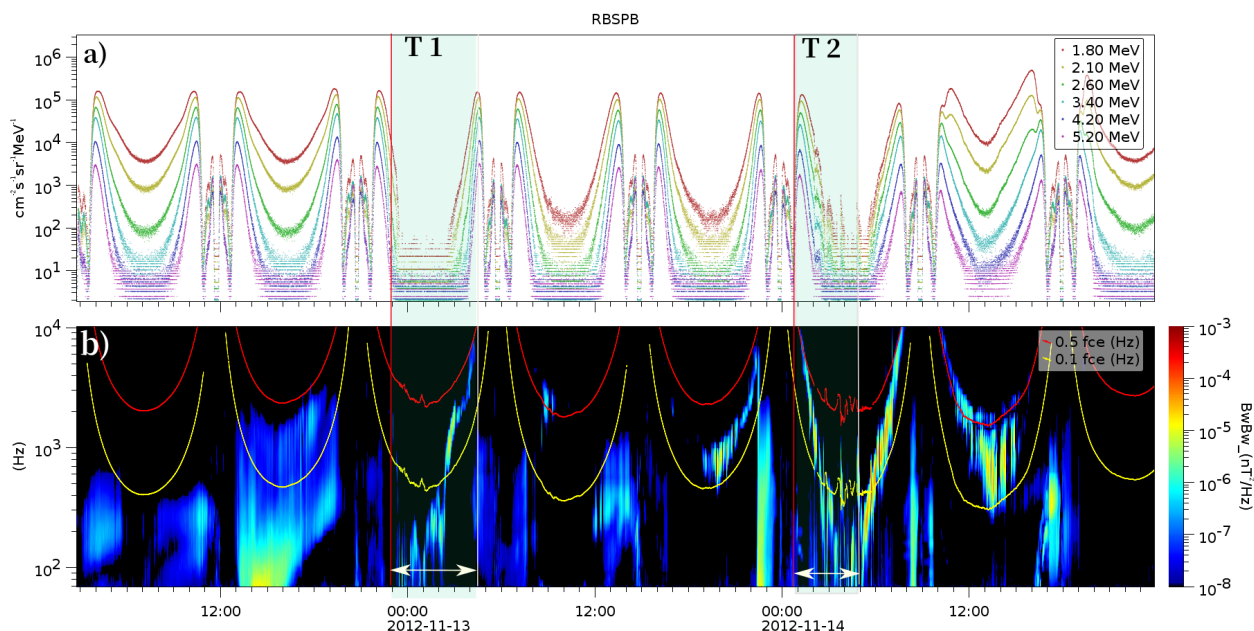 RBSPB
a)
T 1
T 2
10⁶
10⁵
10⁴
10³
10²
10¹
cm⁻²s⁻¹sr⁻¹MeV⁻¹
1.80 MeV
2.10 MeV
2.60 MeV
3.40 MeV
4.20 MeV
5.20 MeV
b)
10⁴
10³
10²
(Hz)
0.5 fce (Hz)
0.1 fce (Hz)
10⁻³
10⁻⁴
10⁻⁵
10⁻⁶
10⁻⁷
10⁻⁸
BwBw_(nT²/Hz)
12:00
00:00
12:00
00:00
12:00
2012-11-13
2012-11-14